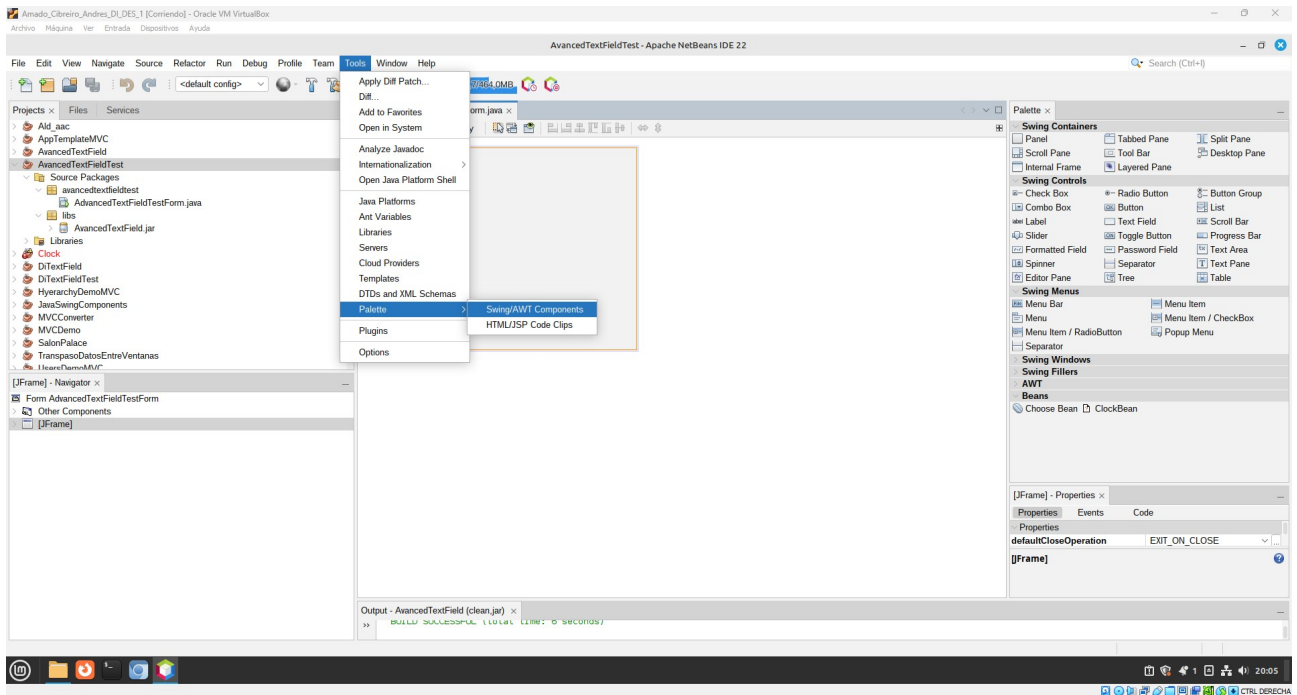 Amado_Cibreiro_Andres_DI_DES_1 [Corriendo] - Oracle VM VirtualBox
Archivo Máquina Ver Entrada Dispositivos Ayuda
AvancedTextFieldTest - Apache NetBeans IDE 22
File Edit View Navigate Source Refactor Run Debug Profile Team Tools Window Help
Search (Ctrl+I)
<default config>
464,0MB
Projects Files Services
Ald_aac
AppTemplateMVC
AvancedTextField
AvancedTextFieldTest
Source Packages
avancedtextfieldtest
AdvancedTextFieldTestForm.java
libs
AvancedTextField.jar
Libraries
Clock
DiTextField
DiTextFieldTest
HyerarchyDemoMVC
JavaSwingComponents
MVCConverter
MVCDemo
SalonPalace
TranspasoDatosEntreVentanas
UsersDemoMVC
[JFrame] - Navigator
Form AdvancedTextFieldTestForm
Other Components
[JFrame]
Apply Diff Patch...
Diff...
Add to Favorites
Open in System
Analyze Javadoc
Internationalization
Open Java Platform Shell
Java Platforms
Ant Variables
Libraries
Servers
Cloud Providers
Templates
DTDs and XML Schemas
Palette
Plugins
Options
Swing/AWT Components
HTML/JSP Code Clips
orm.java
Palette
Swing Containers
Panel Tabbed Pane Split Pane
Scroll Pane Tool Bar Desktop Pane
Internal Frame Layered Pane
Swing Controls
Check Box Radio Button Button Group
Combo Box Button List
label Label Text Field Scroll Bar
Slider Toggle Button Progress Bar
Formatted Field Password Field Text Area
Spinner Separator Text Pane
Editor Pane Tree Table
Swing Menus
Menu Bar Menu Item
Menu Menu Item / CheckBox
Menu Item / RadioButton Popup Menu
Separator
Swing Windows
Swing Fillers
AWT
Beans
Choose Bean ClockBean
[JFrame] - Properties
Properties Events Code
Properties
defaultCloseOperation EXIT_ON_CLOSE ...
[JFrame]
Output - AvancedTextField (clean,jar)
BUILD SUCCESSFUL (total time: 6 seconds)
1 20:05
CTRL DERECHA